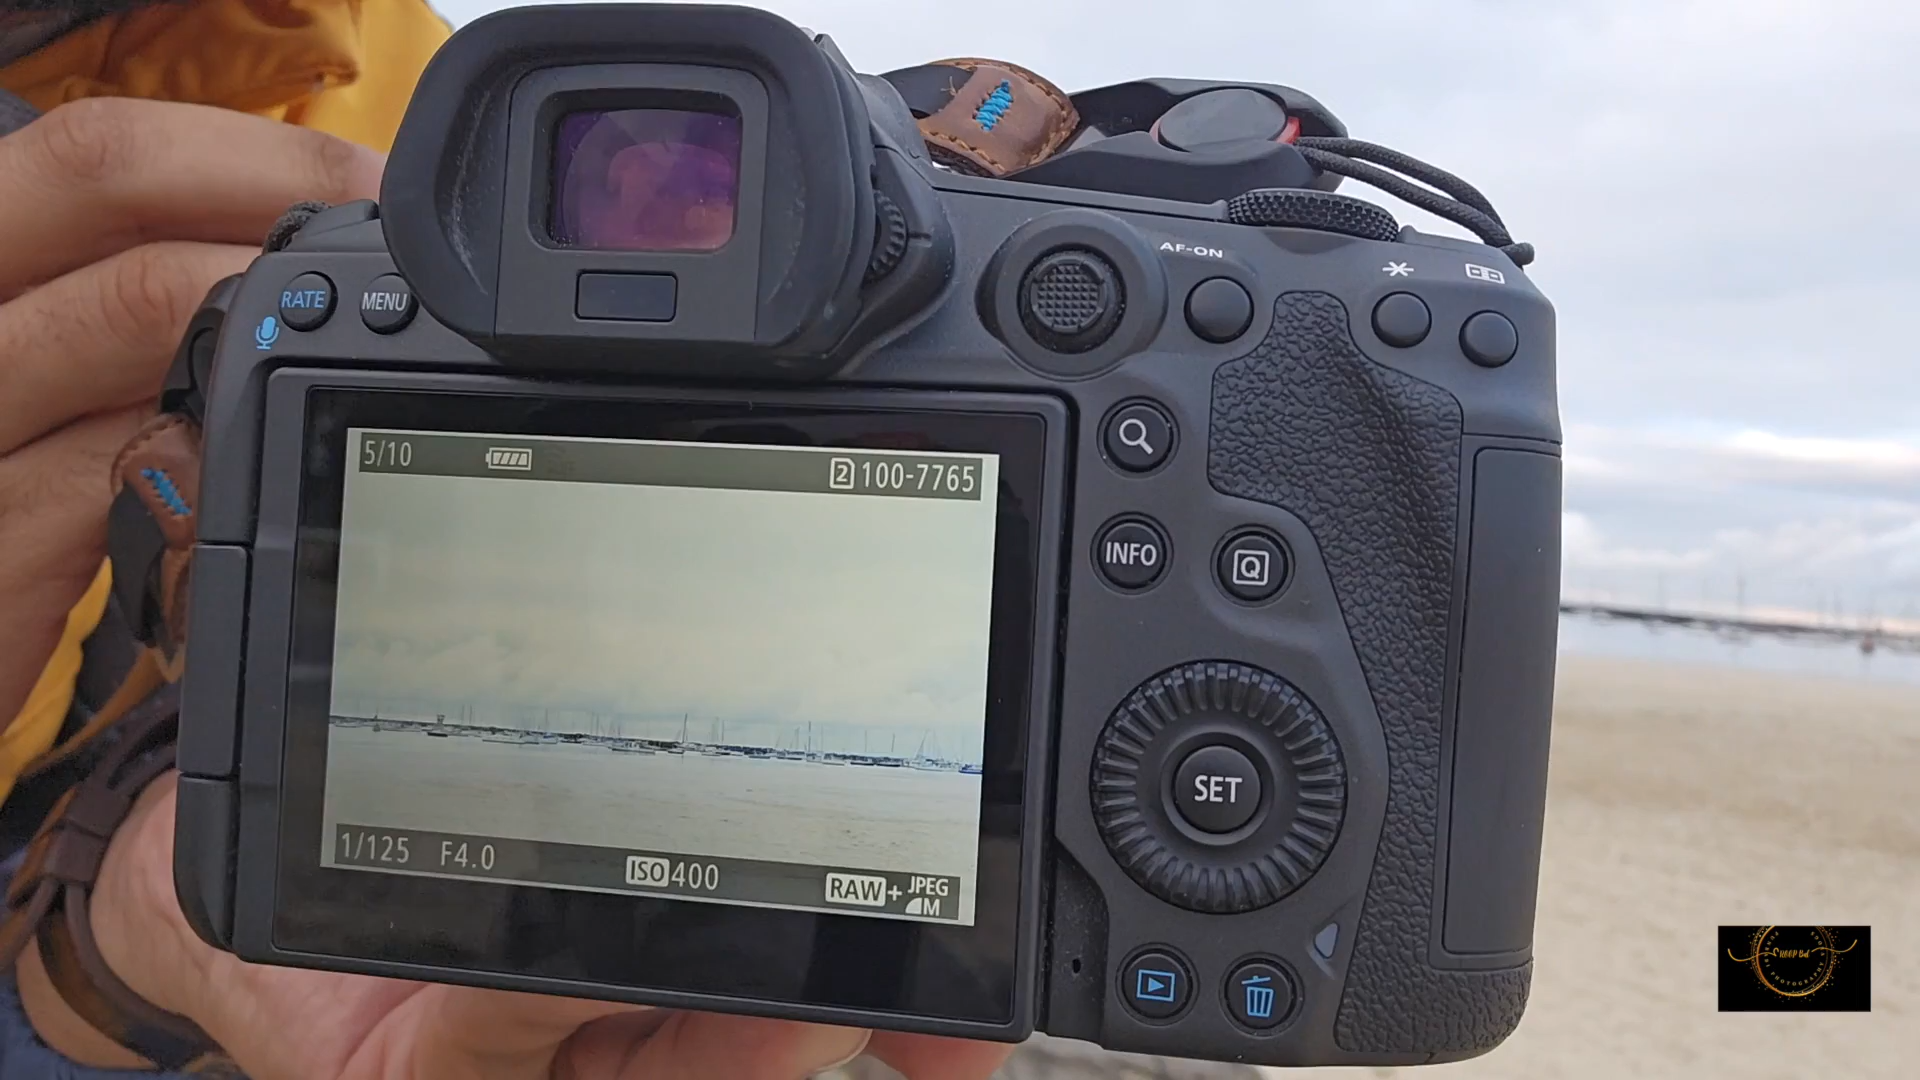 AF-ON
RATE MENU
5/10 2 100-7765
INFO Q
SET
1/125 F4.0 ISO 400 RAW+JPEG
M
PHOTOGRAPHY